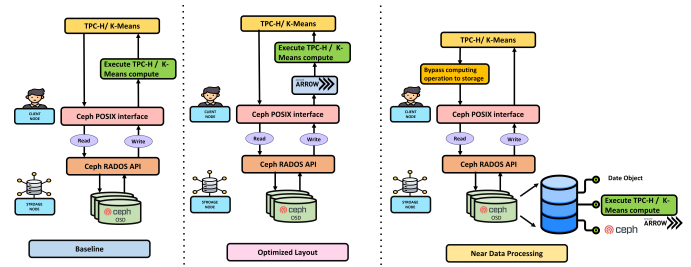 TPC-H/ K-Means
Execute TPC-H / K-
Means compute
CLIENT
NODE
Ceph POSIX interface
Read
Write
Ceph RADOS API
STROAGE
NODE
ceph
OSD
Baseline
TPC-H/ K-Means
Execute TPC-H / K-
Means compute
ARROW
CLIENT
NODE
Ceph POSIX interface
Read
Write
Ceph RADOS API
STROAGE
NODE
ceph
OSD
Optimized Layout
TPC-H/ K-Means
Bypass computing
operation to storage
CLIENT
NODE
Ceph POSIX interface
Read
Write
Ceph RADOS API
STROAGE
NODE
ceph
OSD
Date Object
Execute TPC-H / K-
Means compute
ceph
ARROW
Near Data Processing